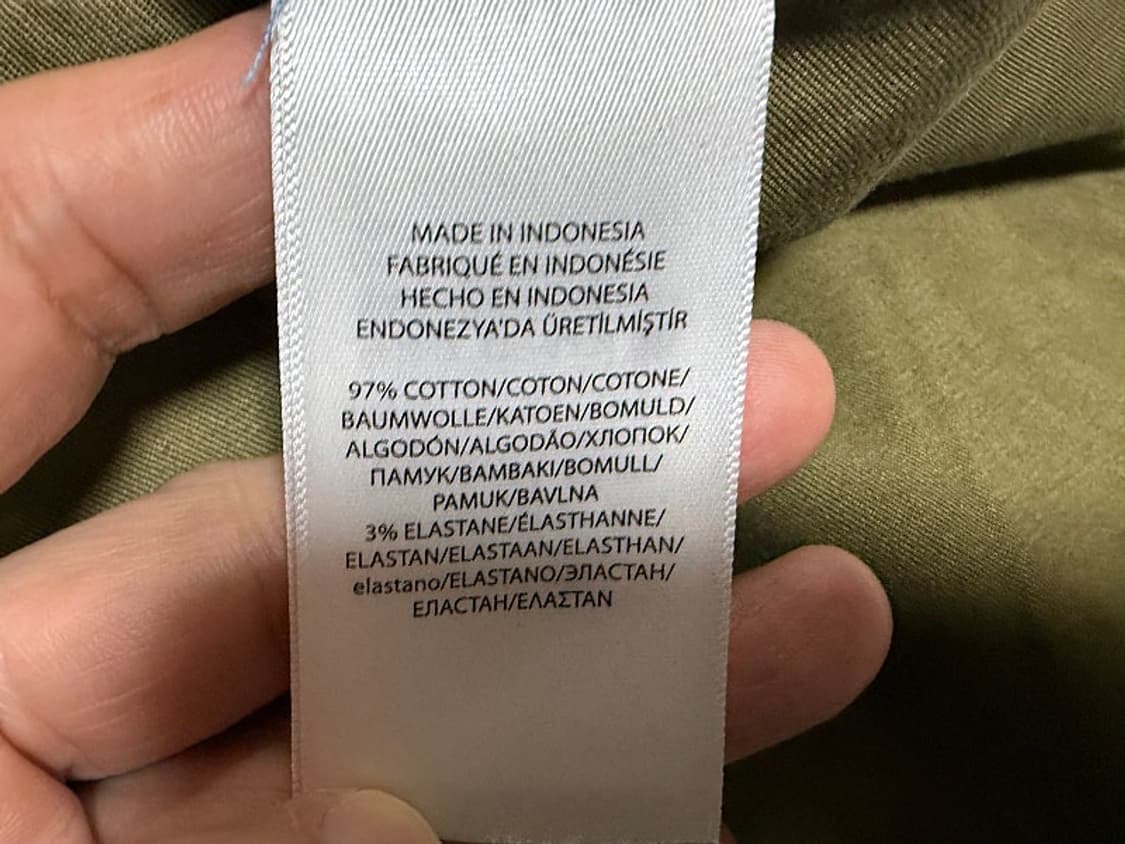 MADE IN INDONESIA
FABRIQUÉ EN INDONÉSIE
HECHO EN INDONESIA
ENDONEZYA'DA ÜRETİLMİŞTİR
97% COTTON/COTON/COTONE/
BAUMWOLLE/KATOEN/BOMULD/
ALGODÓN/ALGODÃO/ХЛОПОК/
ПАМУК/ΒΑΜΒΑΚΙ/BOMULL/
PAMUK/BAVLNA
3% ELASTANE/ÉLASTHANNE/
ELASTAN/ELASTAAN/ELASTHAN/
elastano/ELASTANO/ЭЛАСТАН/
ЕЛАСТАН/ΕΛΑΣΤΑΝ